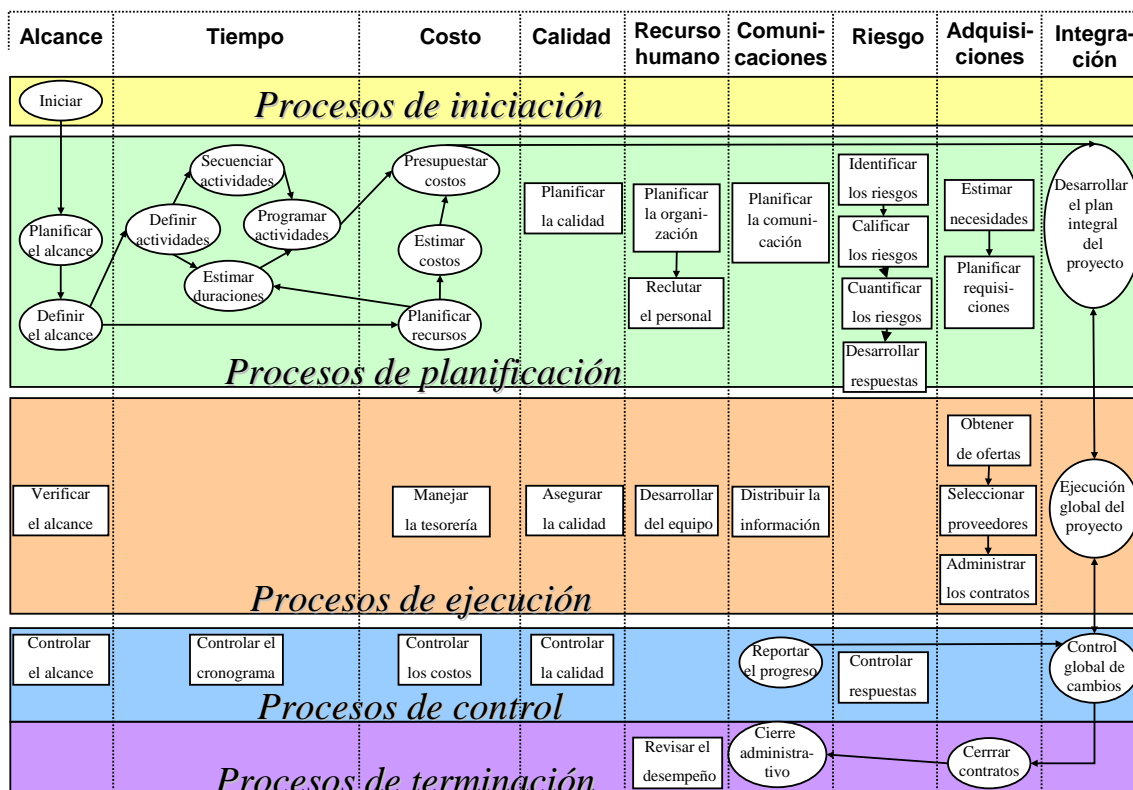 Alcance
Tiempo
Costo
Calidad
Recurso
humano
Comuni-
caciones
Riesgo
Adquisi-
ciones
Integra-
ción
Iniciar
Procesos de iniciación
Planificar
el alcance
Definir
el alcance
Definir
actividades
Secuenciar
actividades
Programar
actividades
Estimar
duraciones
Presupuestar
costos
Estimar
costos
Planificar
recursos
Planificar
la calidad
Planificar
la organi-
zación
Reclutar
el personal
Planificar
la comuni-
cación
Identificar
los riesgos
Calificar
los riesgos
Cuantificar
los riesgos
Desarrollar
respuestas
Estimar
necesidades
Planificar
requisiciones
Desarrollar
el plan
integral
del
proyecto
Procesos de planificación
Verificar
el alcance
Manejar
la tesorería
Asegurar
la calidad
Desarrollar
del equipo
Distribuir la
información
Obtener
de ofertas
Seleccionar
proveedores
Administrar
los contratos
Ejecución
global del
proyecto
Procesos de ejecución
Controlar
el alcance
Controlar el
cronograma
Controlar
los costos
Controlar
la calidad
Reportar
el progreso
Controlar
respuestas
Control
global de
cambios
Procesos de control
Revisar el
desempeño
Cierre
administra-
tivo
Cerrrar
contratos
Procesos de terminación